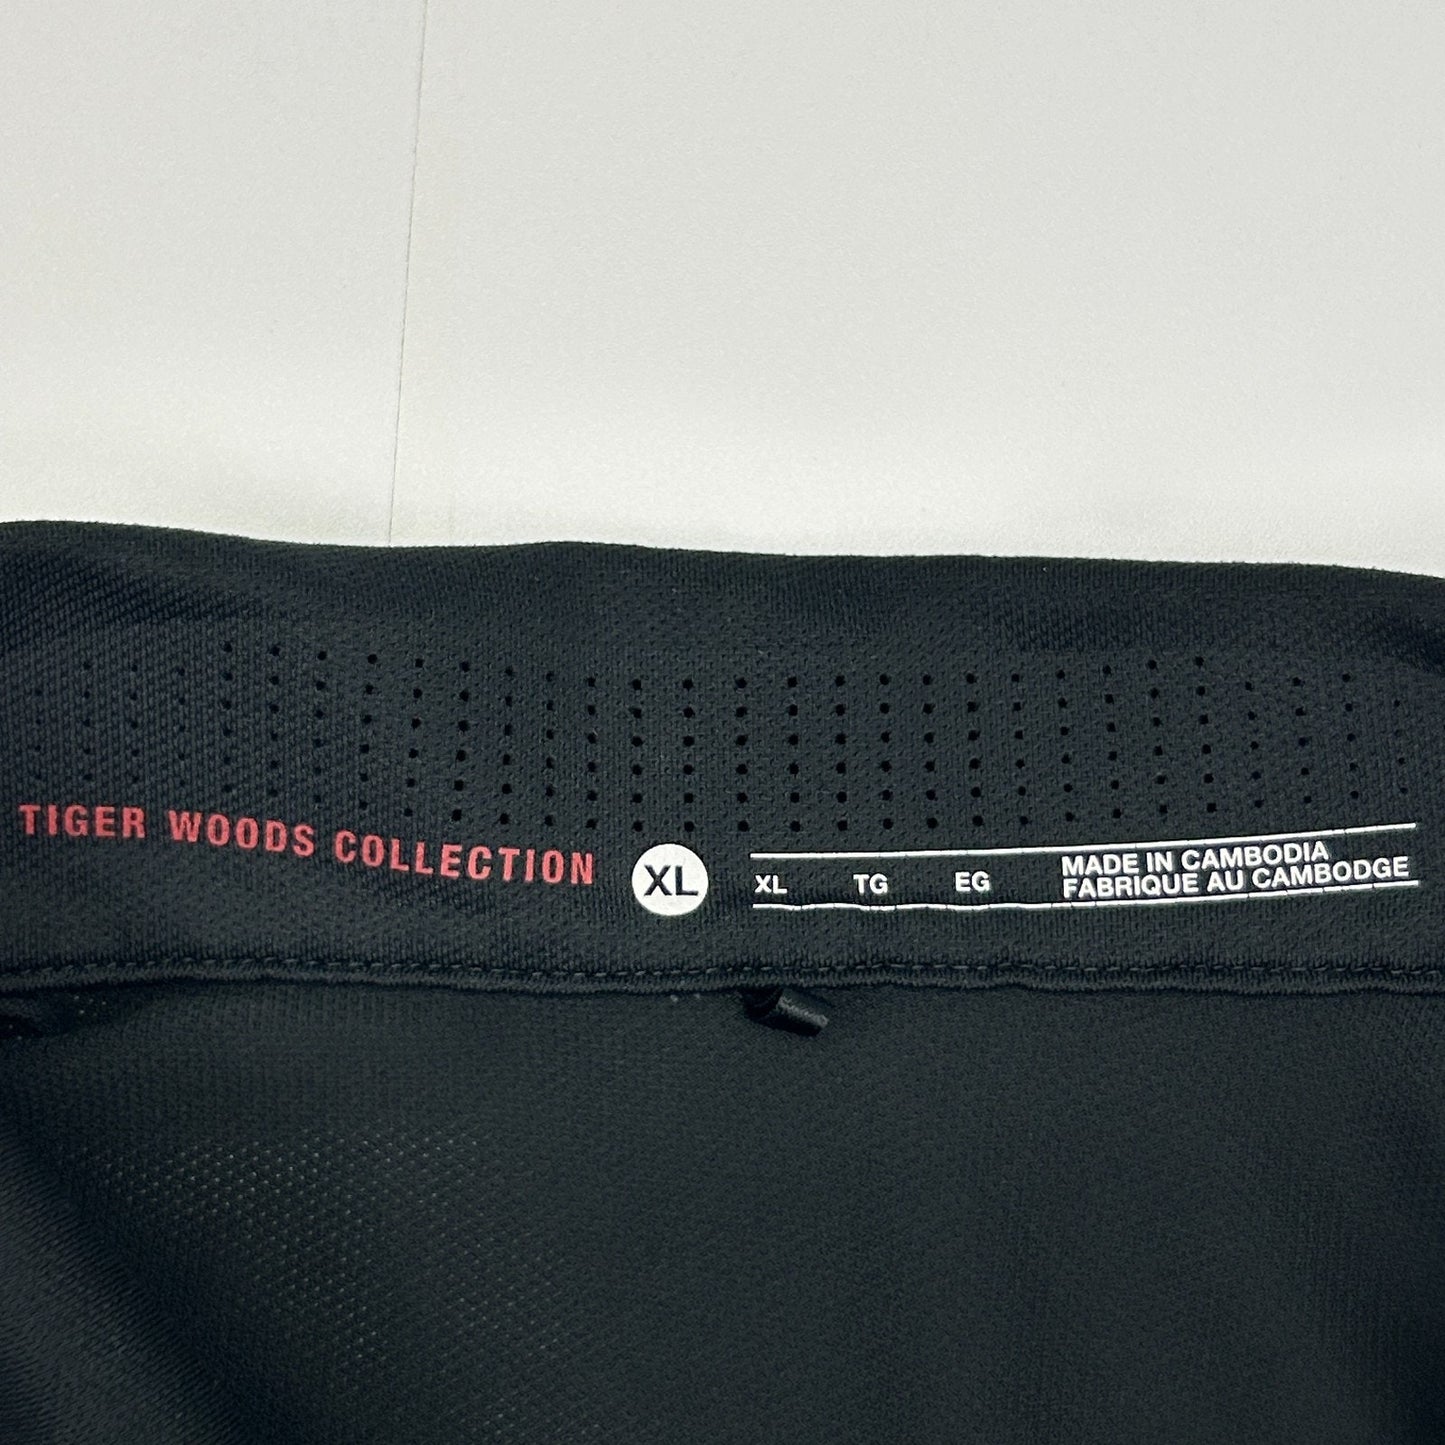 TIGER WOODS COLLECTION
XL
XL TG EG
MADE IN CAMBODIA
FABRIQUE AU CAMBODGE